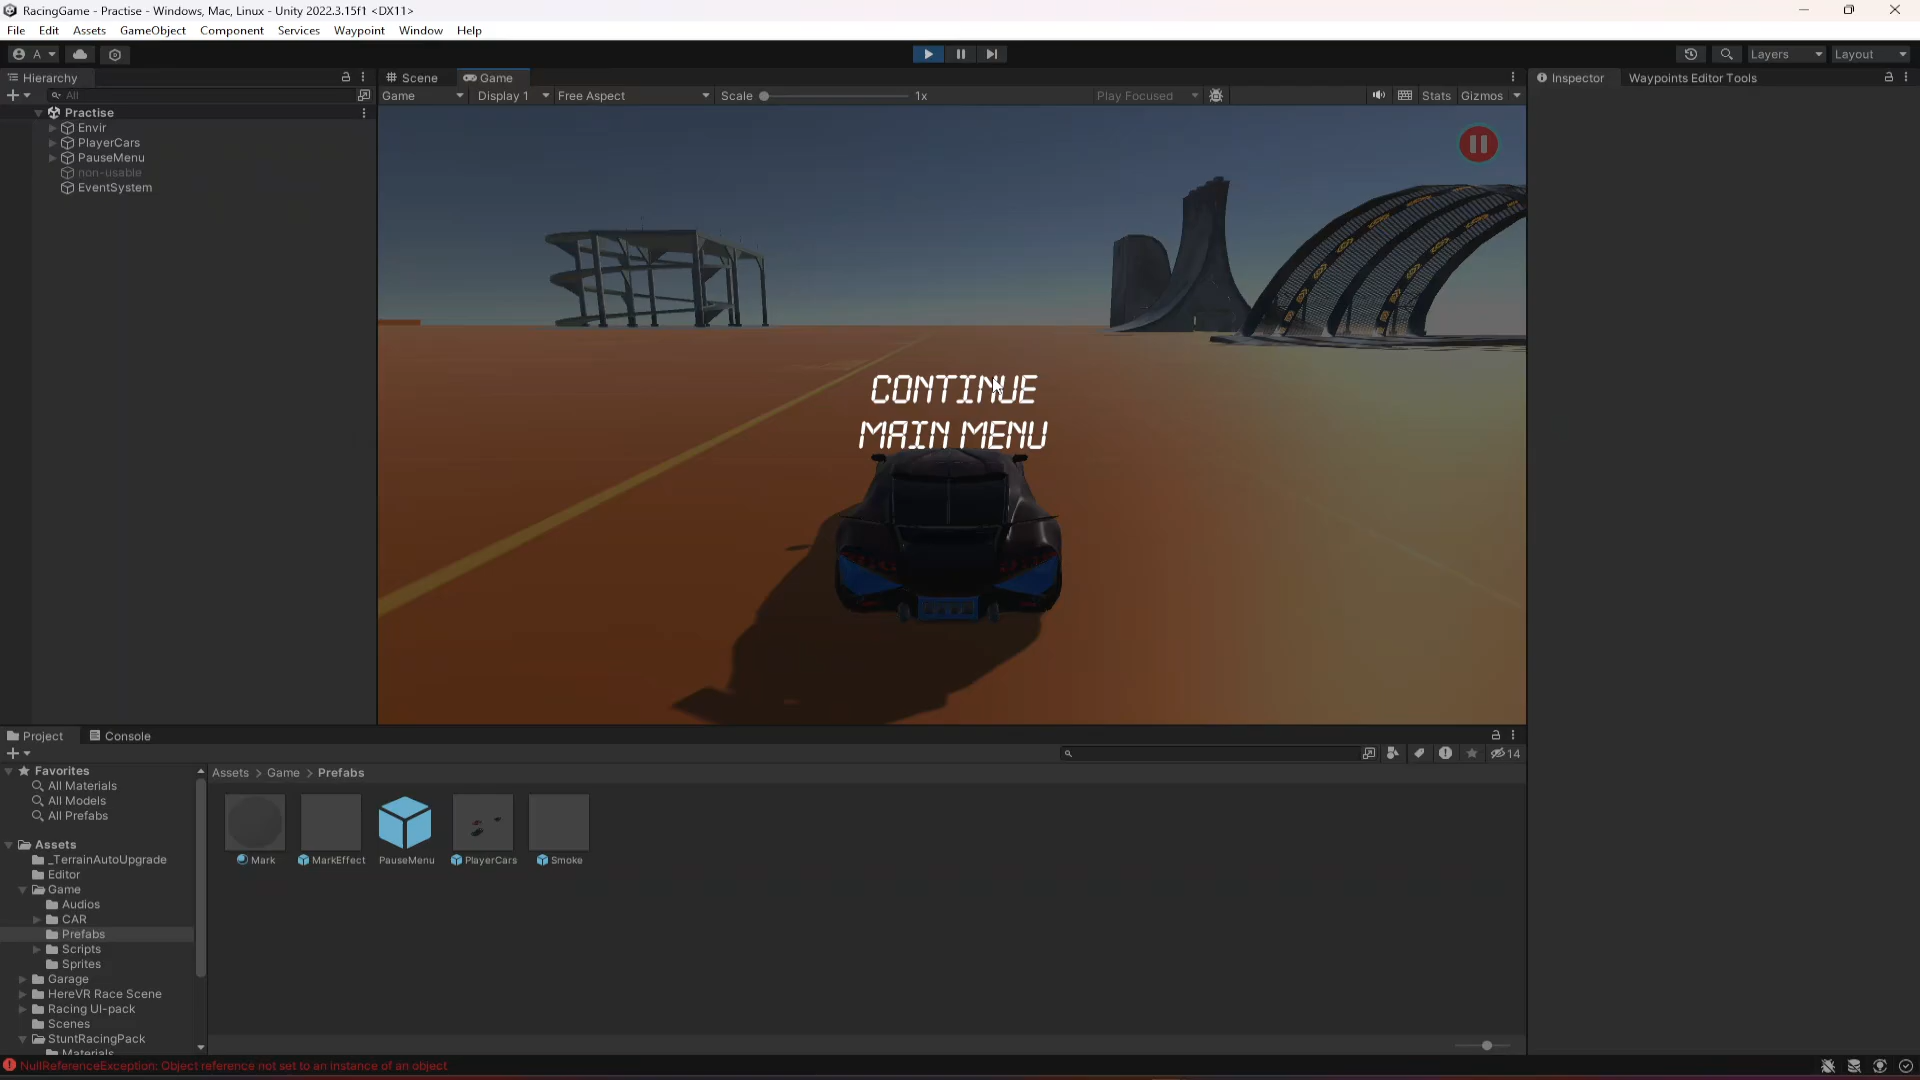 RacingGame - Practise - Windows, Mac, Linux - Unity 2022.3.15f1 <DX11>
File Edit Assets GameObject Component Services Waypoint Window Help
A Layers Layout
Hierarchy Scene Game Inspector Waypoints Editor Tools
All Game Display 1 Free Aspect Scale 1x Play Focused Stats Gizmos
Practise
Envir
PlayerCars
PauseMenu
non-usable
EventSystem
CONTINUE
MAIN MENU
Project Console
14
Favorites
All Materials
All Models
All Prefabs
Assets
_TerrainAutoUpgrade
Editor
Game
Audios
CAR
Prefabs
Scripts
Sprites
Garage
HereVR Race Scene
Racing UI-pack
Scenes
StuntRacingPack
Materials
Assets > Game > Prefabs
Mark MarkEffect PauseMenu PlayerCars Smoke
NullReferenceException: Object reference not set to an instance of an object